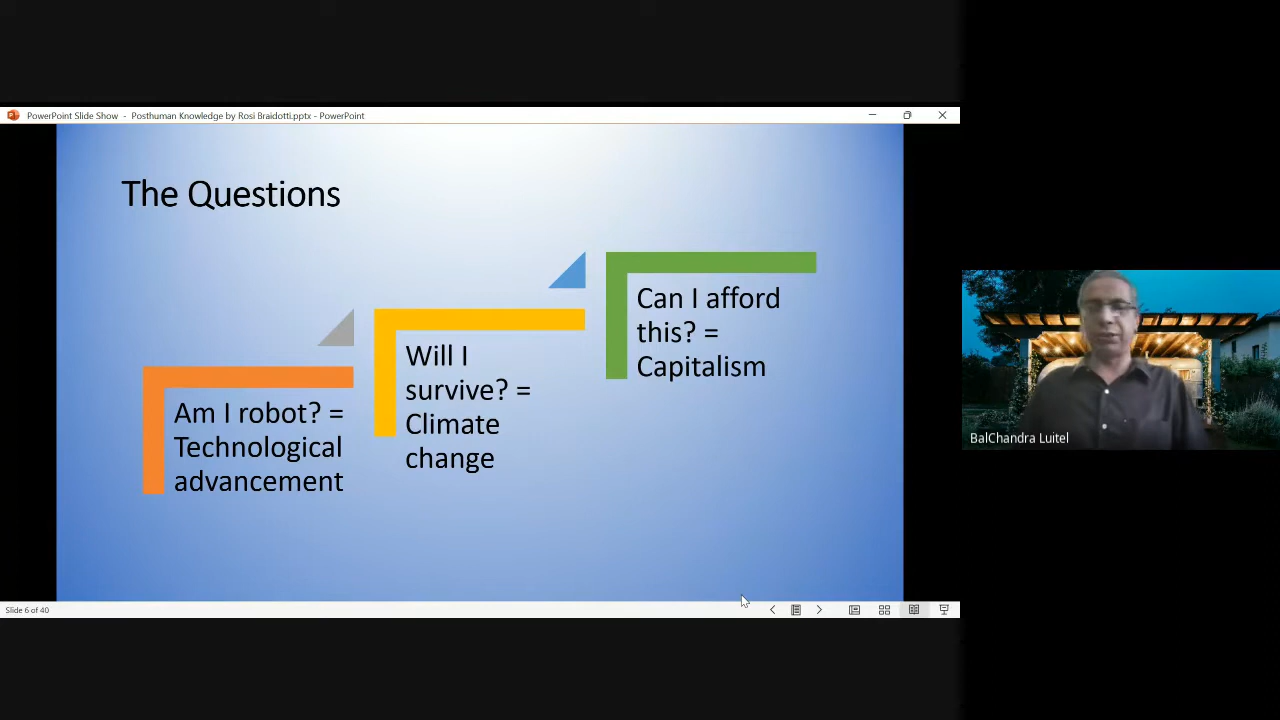 PowerPoint Slide Show - Posthuman Knowledge by Rosi Braidotti.pptx - PowerPoint
The Questions
Am I robot? =
Technological
advancement
Will I
survive? =
Climate
change
Can I afford
this? =
Capitalism
BalChandra Luitel
Slide 6 of 40